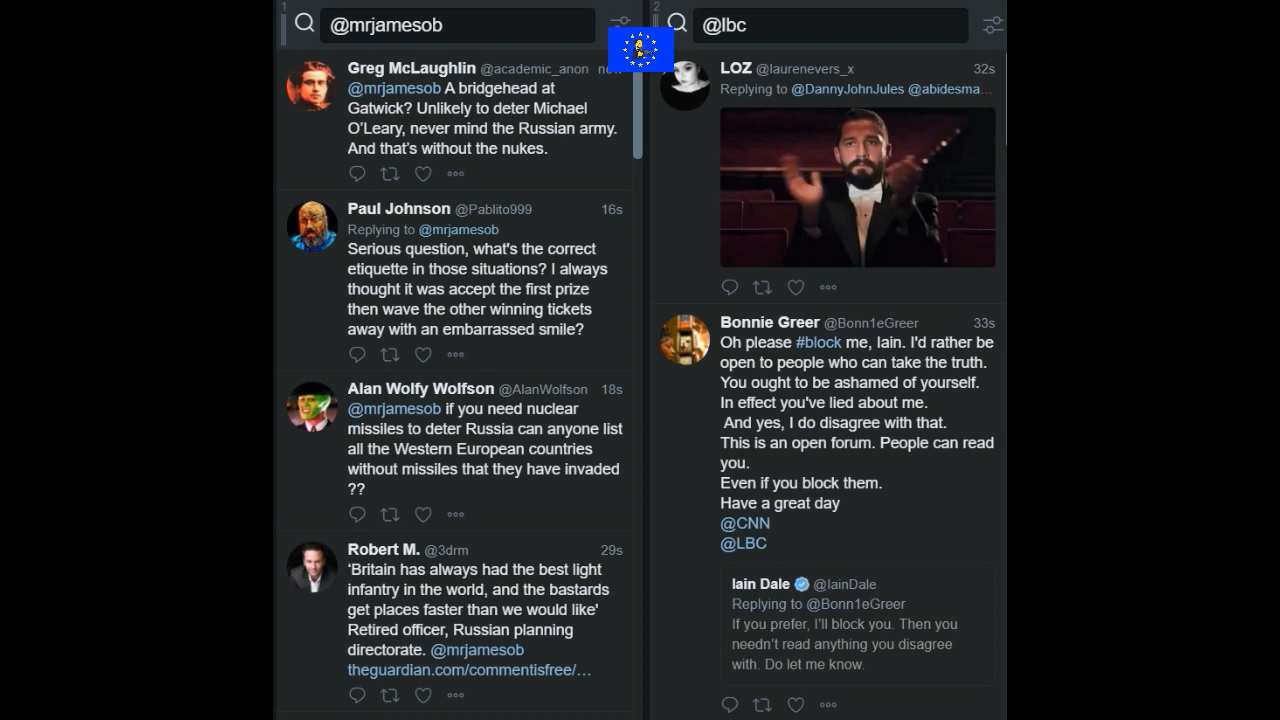 1
@mrjamesob
Greg McLaughlin @academic_anon now
@mrjamesob A bridgehead at
Gatwick? Unlikely to deter Michael
O'Leary, never mind the Russian army.
And that's without the nukes.
Paul Johnson @Pablito999 16s
Replying to @mrjamesob
Serious question, what's the correct
etiquette in those situations? I always
thought it was accept the first prize
then wave the other winning tickets
away with an embarrassed smile?
Alan Wolfy Wolfson @AlanWolfson 18s
@mrjamesob if you need nuclear
missiles to deter Russia can anyone list
all the Western European countries
without missiles that they have invaded
??
Robert M. @3drm 29s
'Britain has always had the best light
infantry in the world, and the bastards
get places faster than we would like'
Retired officer, Russian planning
directorate. @mrjamesob
theguardian.com/commentisfree/…
2
@lbc
LOZ @laurenevers_x 32s
Replying to @DannyJohnJules @abidesma…
Bonnie Greer @Bonn1eGreer 33s
Oh please #block me, Iain. I'd rather be
open to people who can take the truth.
You ought to be ashamed of yourself.
In effect you've lied about me.
And yes, I do disagree with that.
This is an open forum. People can read
you.
Even if you block them.
Have a great day
@CNN
@LBC
Iain Dale @IainDale
Replying to @Bonn1eGreer
If you prefer, I'll block you. Then you
needn't read anything you disagree
with. Do let me know.